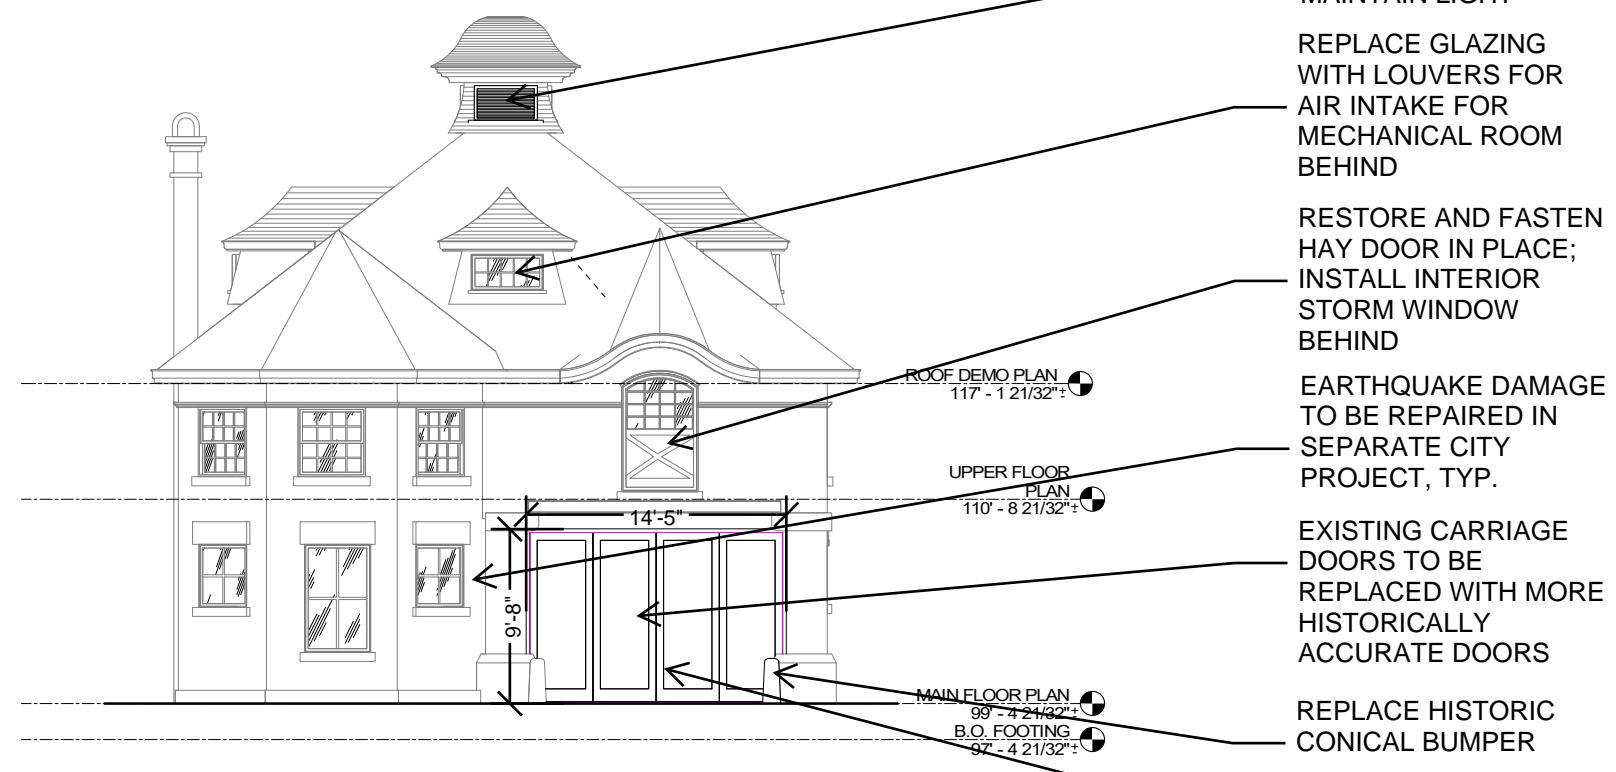 MAINTAIN LIGHT
REPLACE GLAZING
WITH LOUVERS FOR
AIR INTAKE FOR
MECHANICAL ROOM
BEHIND
RESTORE AND FASTEN
HAY DOOR IN PLACE;
INSTALL INTERIOR
STORM WINDOW
BEHIND
ROOF DEMO PLAN
117' - 1 21/32"±
EARTHQUAKE DAMAGE
TO BE REPAIRED IN
SEPARATE CITY
PROJECT, TYP.
UPPER FLOOR
PLAN
110' - 8 21/32"±
14'-5"
9'-8"
EXISTING CARRIAGE
DOORS TO BE
REPLACED WITH MORE
HISTORICALLY
ACCURATE DOORS
MAIN FLOOR PLAN
99' - 4 21/32"±
B.O. FOOTING
97' - 4 21/32"±
REPLACE HISTORIC
CONICAL BUMPER